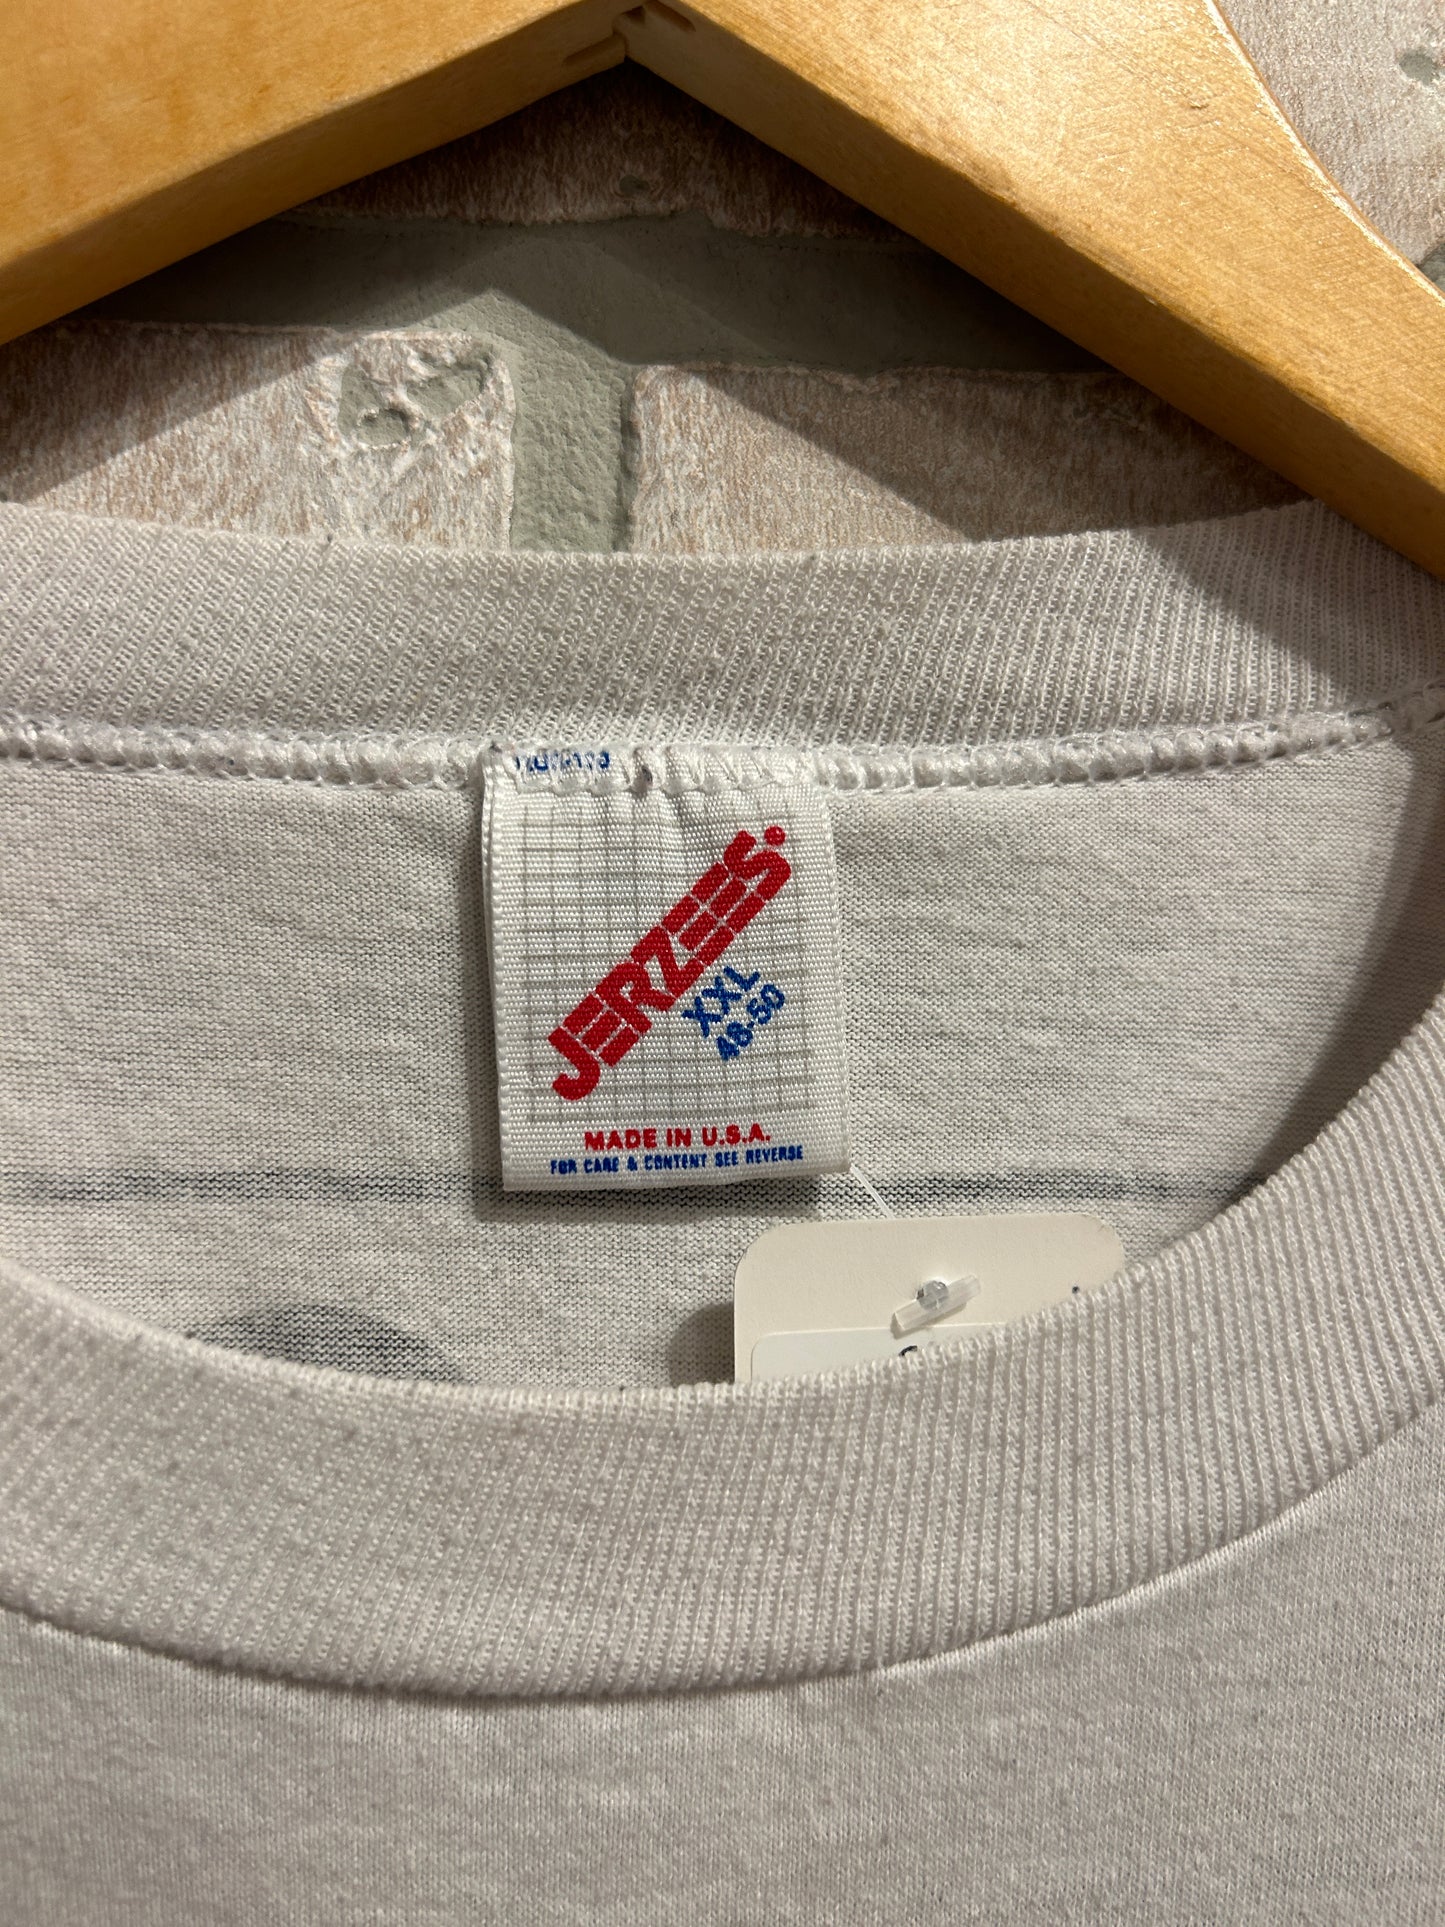 JERZEES
XXL
48-50
MADE IN U.S.A.
FOR CARE & CONTENT SEE REVERSE